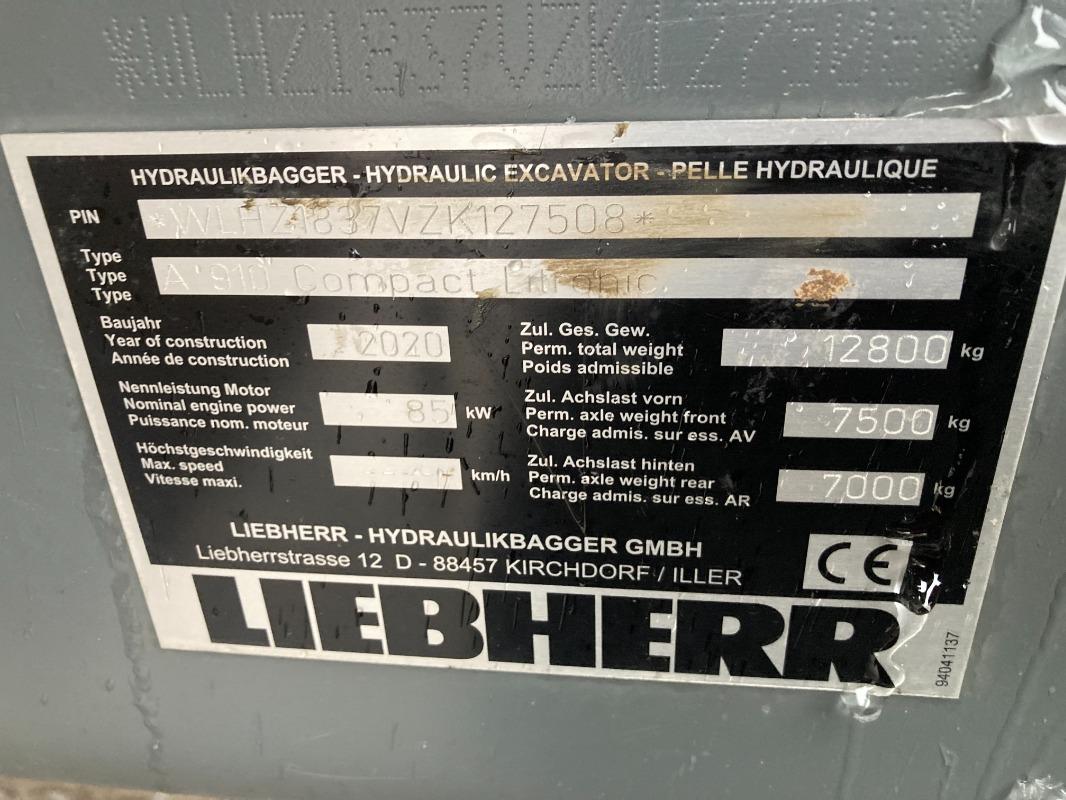 HYDRAULIKBAGGER - HYDRAULIC EXCAVATOR - PELLE HYDRAULIQUE
PIN *WLHZ1837VZK127508*
Type
Type A 910 Compact Litronic
Type
Baujahr
Year of construction 2020
Année de construction
Nennleistung Motor
Nominal engine power 85 kW
Puissance nom. moteur
Höchstgeschwindigkeit
Max. speed km/h
Vitesse maxi.
Zul. Ges. Gew.
Perm. total weight 12800 kg
Poids admissible
Zul. Achslast vorn
Perm. axle weight front 7500 kg
Charge admis. sur ess. AV
Zul. Achslast hinten
Perm. axle weight rear 7000 kg
Charge admis. sur ess. AR
LIEBHERR - HYDRAULIKBAGGER GMBH
Liebherrstrasse 12 D - 88457 KIRCHDORF / ILLER
CE
LIEBHERR
94041137